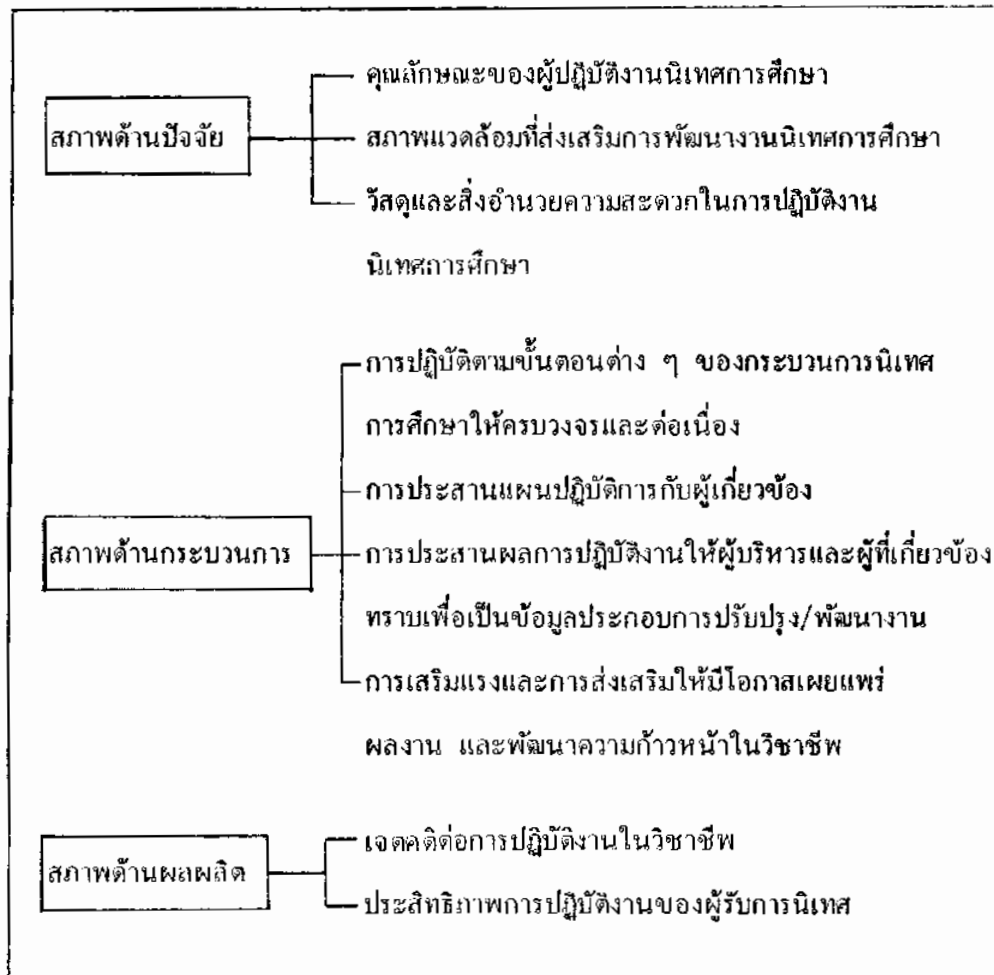 สภาพด้านปัจจัย
คุณลักษณะของผู้ปฏิบัติงานนิเทศการศึกษา
สภาพแวดล้อมที่ส่งเสริมการพัฒนางานนิเทศการศึกษา
วัสดุและสิ่งอำนวยความสะดวกในการปฏิบัติงาน
นิเทศการศึกษา
สภาพด้านกระบวนการ
การปฏิบัติตามขั้นตอนต่าง ๆ ของกระบวนการนิเทศ
การศึกษาให้ครบวงจรและต่อเนื่อง
การประสานแผนปฏิบัติการกับผู้เกี่ยวข้อง
การประสานผลการปฏิบัติงานให้ผู้บริหารและผู้ที่เกี่ยวข้อง
ทราบเพื่อเป็นข้อมูลประกอบการปรับปรุง/พัฒนางาน
การเสริมแรงและการส่งเสริมให้มีโอกาสเผยแพร่
ผลงาน และพัฒนาความก้าวหน้าในวิชาชีพ
สภาพด้านผลผลิต
เจตคติต่อการปฏิบัติงานในวิชาชีพ
ประสิทธิภาพการปฏิบัติงานของผู้รับการนิเทศ